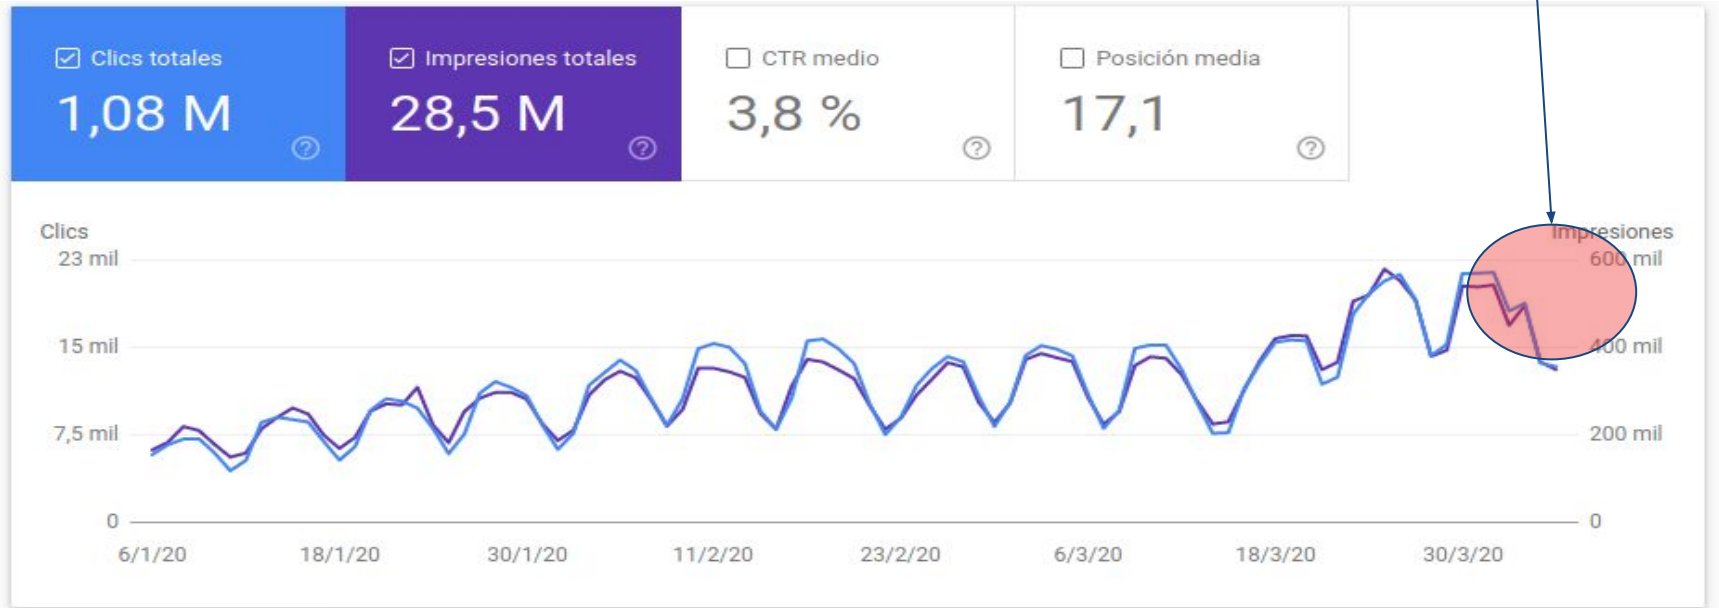 Clics totales
1,08 M
Impresiones totales
28,5 M
CTR medio
3,8 %
Posición media
17,1
Clics
Impresiones
23 mil
600 mil
15 mil
400 mil
7,5 mil
200 mil
0
0
6/1/20 18/1/20 30/1/20 11/2/20 23/2/20 6/3/20 18/3/20 30/3/20